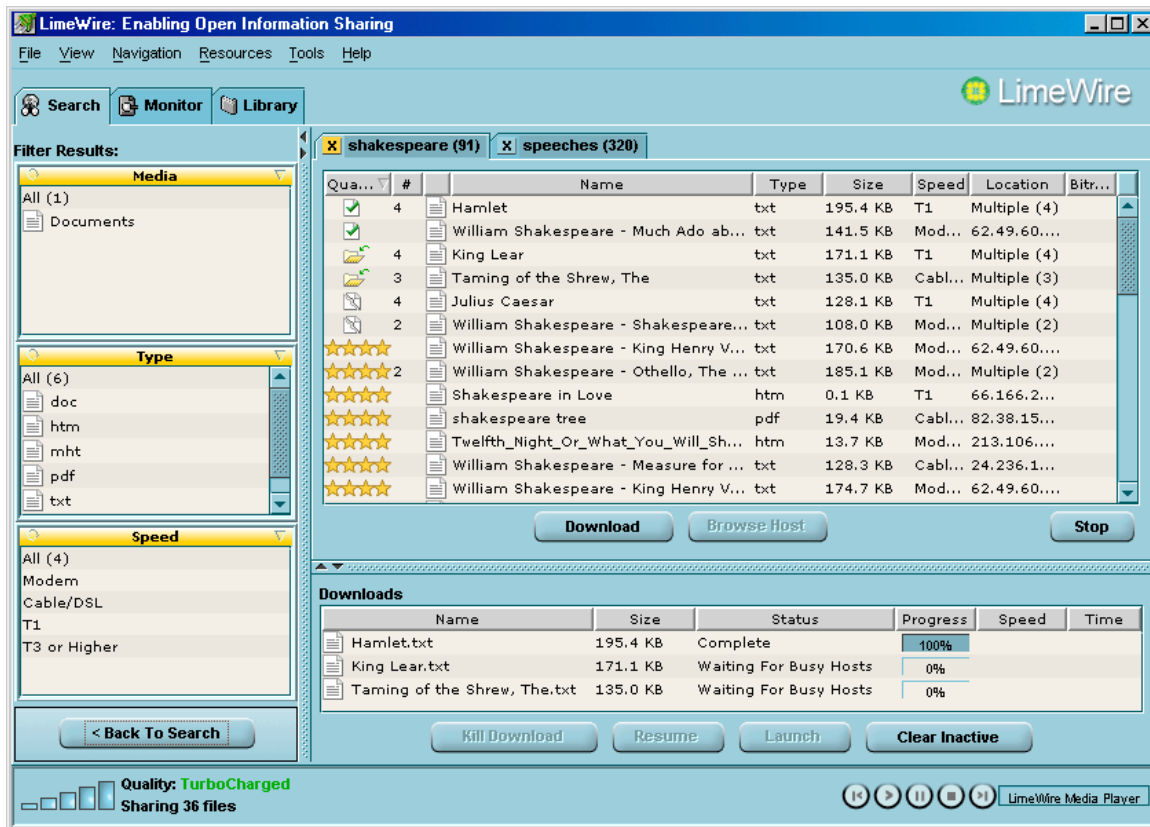 LimeWire: Enabling Open Information Sharing
File View Navigation Resources Tools Help
Search Monitor Library
LimeWire
Filter Results:
Media
All (1)
Documents
Type
All (6)
doc
htm
mht
pdf
txt
Speed
All (4)
Modem
Cable/DSL
T1
T3 or Higher
< Back To Search
x shakespeare (91) x speeches (320)
Qua... # Name Type Size Speed Location Bitr...
4 Hamlet txt 195.4 KB T1 Multiple (4)
William Shakespeare - Much Ado ab... txt 141.5 KB Mod... 62.49.60....
4 King Lear txt 171.1 KB T1 Multiple (4)
3 Taming of the Shrew, The txt 135.0 KB Cabl... Multiple (3)
4 Julius Caesar txt 128.1 KB T1 Multiple (4)
2 William Shakespeare - Shakespeare... txt 108.0 KB Mod... Multiple (2)
William Shakespeare - King Henry V... txt 170.6 KB Mod... 62.49.60....
2 William Shakespeare - Othello, The ... txt 185.1 KB Mod... Multiple (2)
Shakespeare in Love htm 0.1 KB T1 66.166.2...
shakespeare tree pdf 19.4 KB Cabl... 82.38.15...
Twelfth_Night_Or_What_You_Will_Sh... htm 13.7 KB Mod... 213.106....
William Shakespeare - Measure for ... txt 128.3 KB Cabl... 24.236.1...
William Shakespeare - King Henry V... txt 174.7 KB Mod... 62.49.60....
Download Browse Host Stop
Downloads
Name Size Status Progress Speed Time
Hamlet.txt 195.4 KB Complete 100%
King Lear.txt 171.1 KB Waiting For Busy Hosts 0%
Taming of the Shrew, The.txt 135.0 KB Waiting For Busy Hosts 0%
Kill Download Resume Launch Clear Inactive
Quality: TurboCharged
Sharing 36 files
LimeWire Media Player